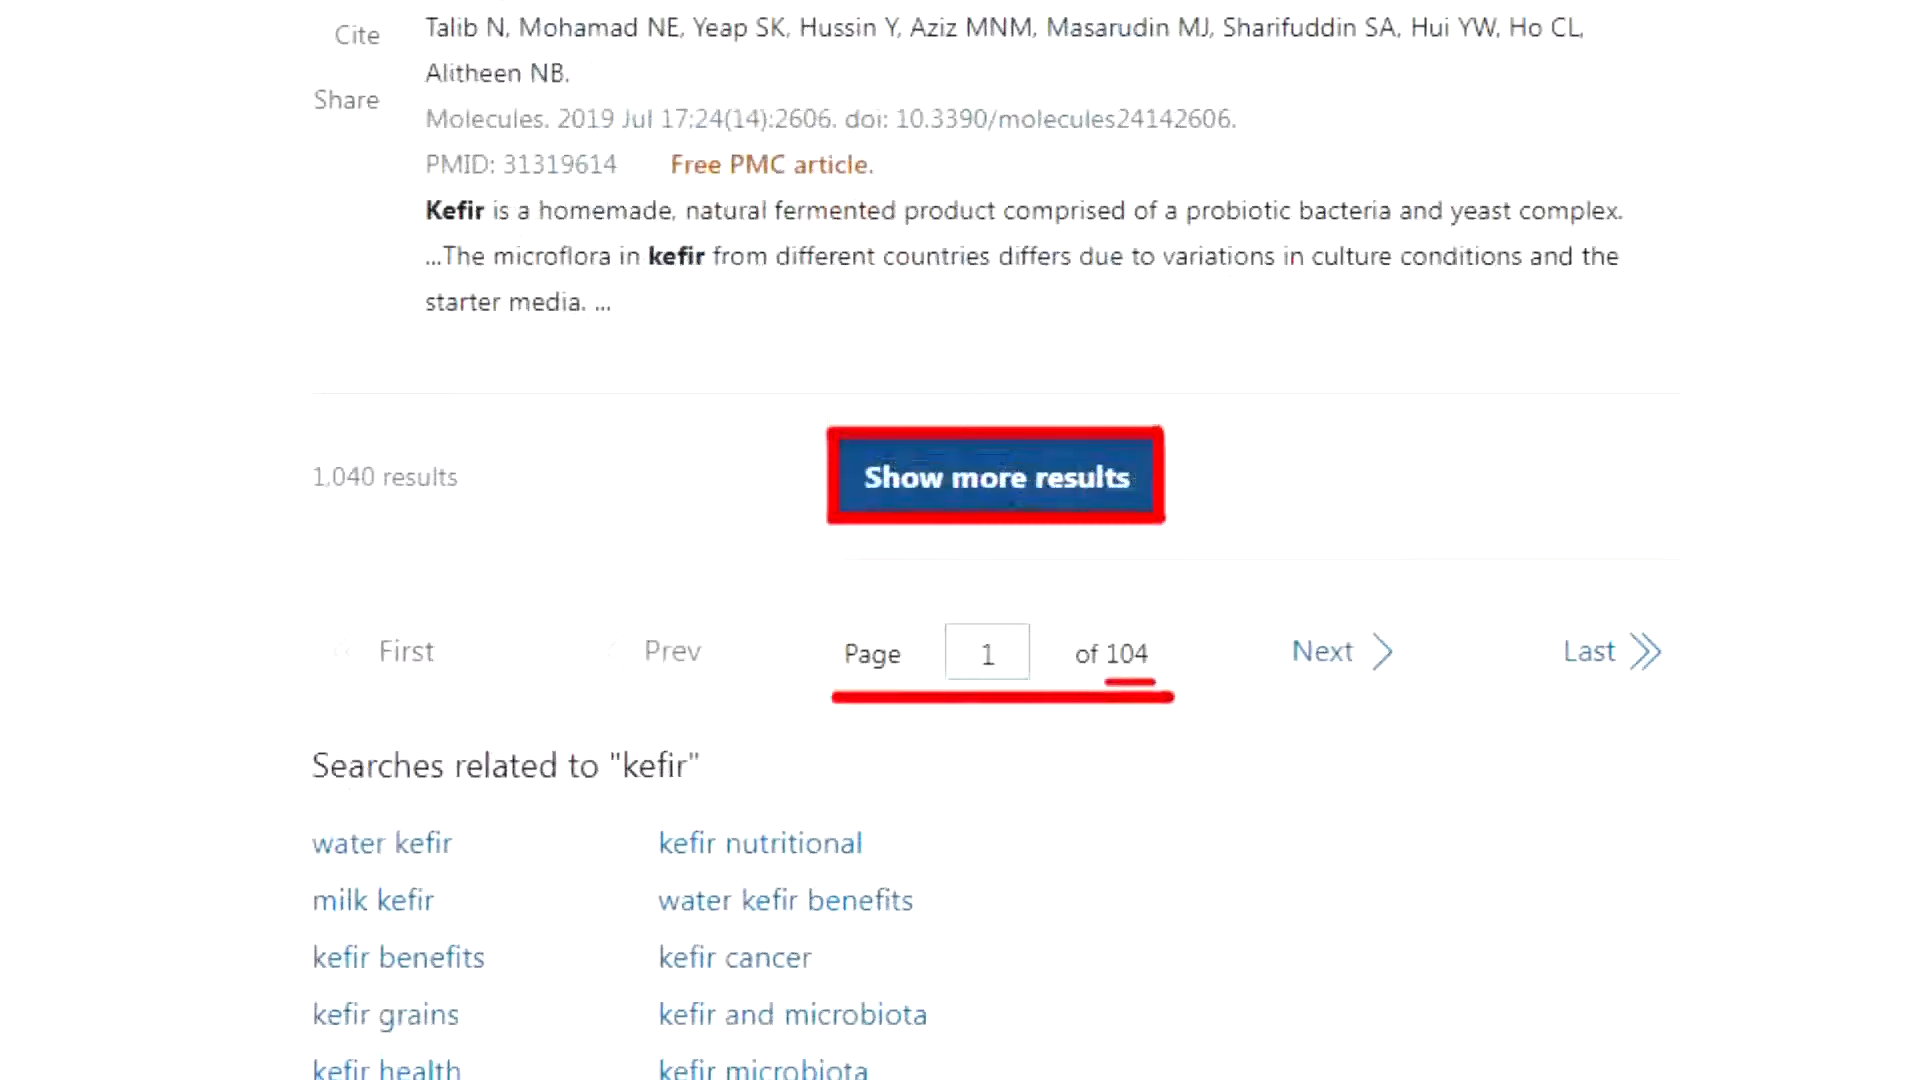 Cite
Share
Talib N, Mohamad NE, Yeap SK, Hussin Y, Aziz MNM, Masarudin MJ, Sharifuddin SA, Hui YW, Ho CL,
Alitheen NB.
Molecules. 2019 Jul 17;24(14):2606. doi: 10.3390/molecules24142606.
PMID: 31319614 Free PMC article.
Kefir is a homemade, natural fermented product comprised of a probiotic bacteria and yeast complex.
...The microflora in kefir from different countries differs due to variations in culture conditions and the
starter media. ...
1,040 results
Show more results
First Prev Page 1 of 104 Next Last
Searches related to "kefir"
water kefir
milk kefir
kefir benefits
kefir grains
kefir health
kefir nutritional
water kefir benefits
kefir cancer
kefir and microbiota
kefir microbiota